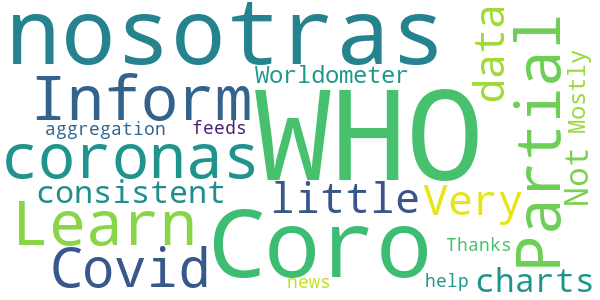 nosotras
Inform
Worldometer
aggregation
feeds
WHO
coronas
consistent
little
Very
Learn
Coro
Covid
news
Thanks
help
charts
data
Partial
Not
Mostly